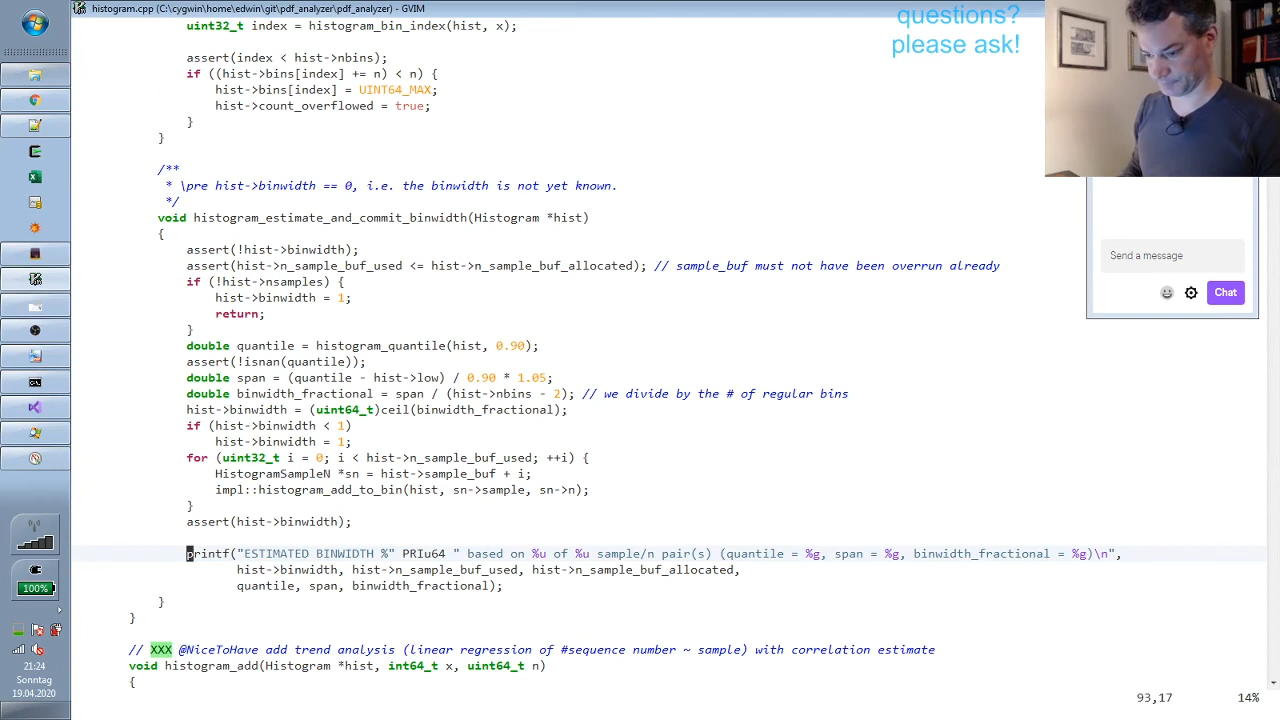 histogram.cpp (C:\cygwin\home\edwin\git\pdf_analyzer\pdf_analyzer) - GVIM
questions?
please ask!
uint32_t index = histogram_bin_index(hist, x);
assert(index < hist->nbins);
if ((hist->bins[index] += n) < n) {
hist->bins[index] = UINT64_MAX;
hist->count_overflowed = true;
}
}
/**
* \pre hist->binwidth == 0, i.e. the binwidth is not yet known.
*/
void histogram_estimate_and_commit_binwidth(Histogram *hist)
{
assert(!hist->binwidth);
assert(hist->n_sample_buf_used <= hist->n_sample_buf_allocated); // sample_buf must not have been overrun already
if (!hist->nsamples) {
hist->binwidth = 1;
return;
}
double quantile = histogram_quantile(hist, 0.90);
assert(!isnan(quantile));
double span = (quantile - hist->low) / 0.90 * 1.05;
double binwidth_fractional = span / (hist->nbins - 2); // we divide by the # of regular bins
hist->binwidth = (uint64_t)ceil(binwidth_fractional);
if (hist->binwidth < 1)
hist->binwidth = 1;
for (uint32_t i = 0; i < hist->n_sample_buf_used; ++i) {
HistogramSampleN *sn = hist->sample_buf + i;
impl::histogram_add_to_bin(hist, sn->sample, sn->n);
}
assert(hist->binwidth);
printf("ESTIMATED BINWIDTH %" PRIu64 " based on %u of %u sample/n pair(s) (quantile = %g, span = %g, binwidth_fractional = %g)\n",
hist->binwidth, hist->n_sample_buf_used, hist->n_sample_buf_allocated,
quantile, span, binwidth_fractional);
}
}
// XXX @NiceToHave add trend analysis (linear regression of #sequence number ~ sample) with correlation estimate
void histogram_add(Histogram *hist, int64_t x, uint64_t n)
{
93,17 14%
Send a message
Chat
100%
21:24
Sonntag
19.04.2020